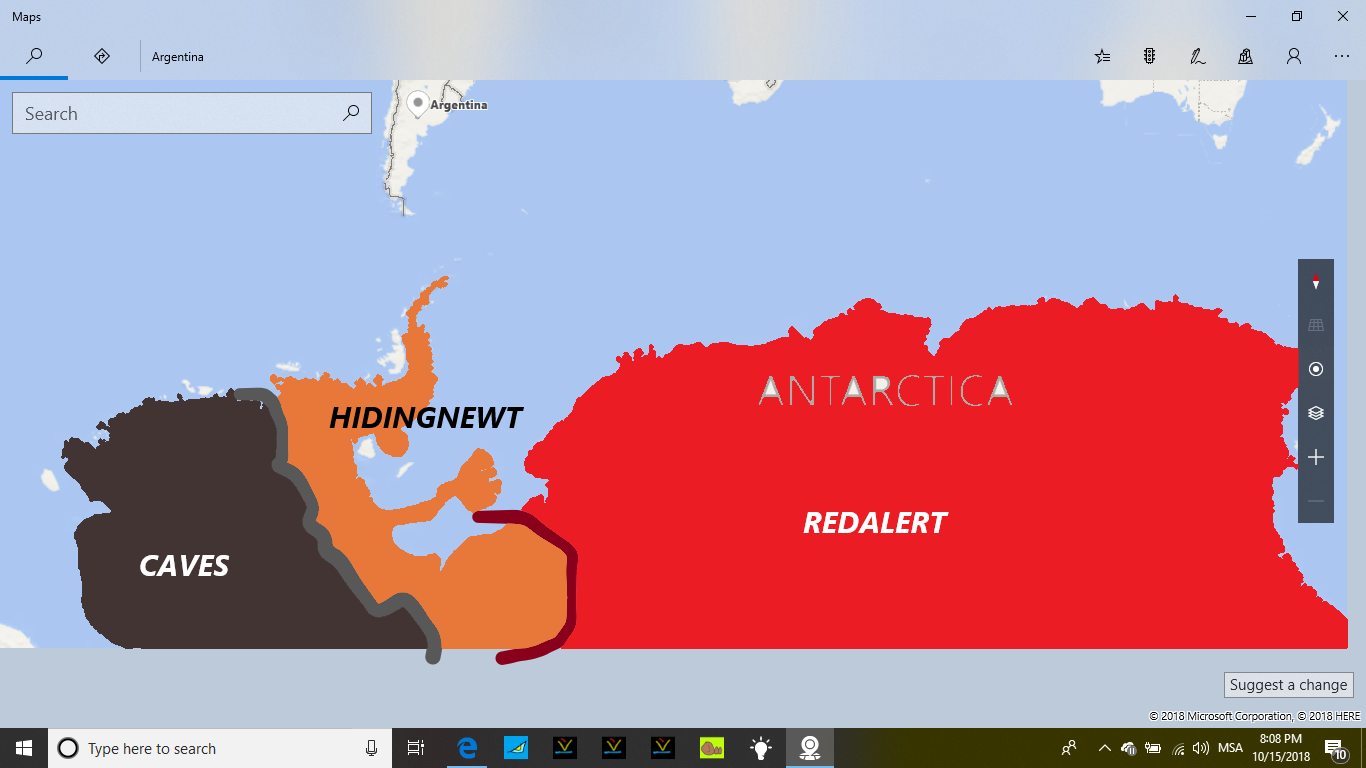 Maps
Argentina
Search
Argentina
ANTARCTICA
HIDINGNEWT
REDALERT
CAVES
Suggest a change
© 2018 Microsoft Corporation, © 2018 HERE
Type here to search
MSA
8:08 PM
10/15/2018
10